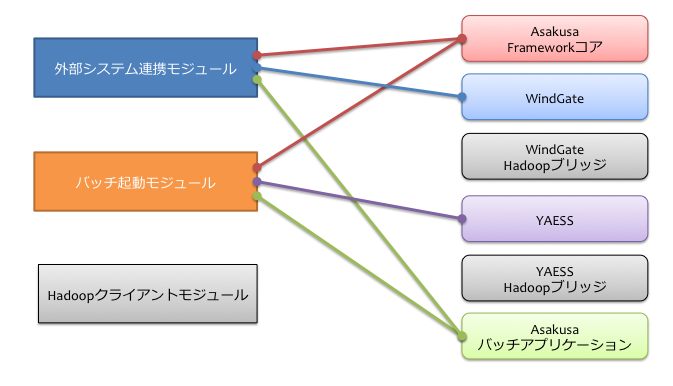 外部システム連携モジュール
バッチ起動モジュール
Hadoopクライアントモジュール
Asakusa
Frameworkコア
WindGate
WindGate
Hadoopブリッジ
YAESS
YAESS
Hadoopブリッジ
Asakusa
バッチアプリケーション